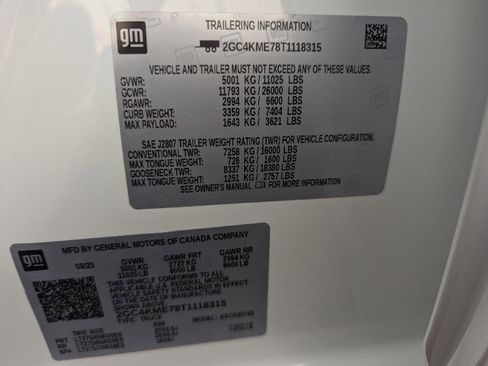 gm
TRAILERING INFORMATION
2GC4KME78T1118315
VEHICLE AND TRAILER MUST NOT EXCEED ANY OF THESE VALUES:
GVWR: 5001 KG / 11025 LBS
GCWR: 11793 KG / 26000 LBS
RGAWR: 2994 KG / 6600 LBS
CURB WEIGHT: 3359 KG / 7404 LBS
MAX PAYLOAD: 1643 KG / 3621 LBS
SAE J2807 TRAILER WEIGHT RATING (TWR) FOR VEHICLE CONFIGURATION.
CONVENTIONAL TWR: 7258 KG / 16000 LBS
MAX TONGUE WEIGHT: 726 KG / 1600 LBS
GOOSENECK TWR: 8337 KG / 18380 LBS
MAX TONGUE WEIGHT: 1251 KG / 2757 LBS
SEE OWNER'S MANUAL FOR MORE INFORMATION
gm
MFD BY GENERAL MOTORS OF CANADA COMPANY
09/25 GVWR GAWR FRT GAWR RR
5001 KG 2722 KG 2994 KG
11025 LB 6000 LB 6600 LB
THIS VEHICLE CONFORMS TO ALL
APPLICABLE U.S. FEDERAL MOTOR
VEHICLE SAFETY STANDARDS IN EFFECT
ON THE DATE OF MANUFACTURE
SHOWN ABOVE.
2GC4KME78T1118315
TYPE: TRUCK
TIRE SIZE
FRT
RR
SPA